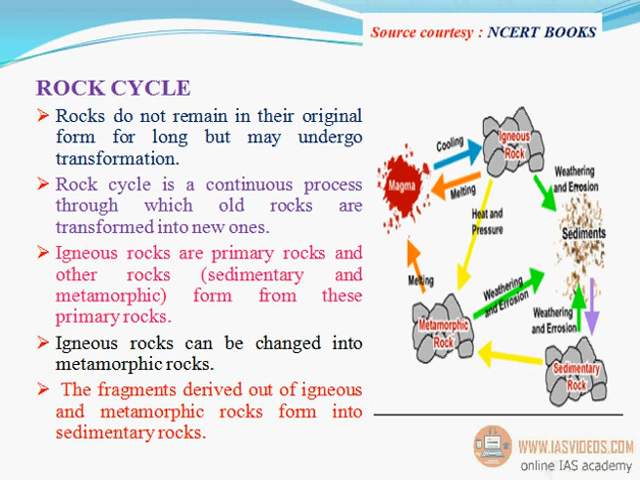 Source courtesy : NCERT BOOKS
ROCK CYCLE
Rocks do not remain in their original
form for long but may undergo
transformation.
Rock cycle is a continuous process
through which old rocks are
transformed into new ones.
Igneous rocks are primary rocks and
other rocks (sedimentary and
metamorphic) form from these
primary rocks.
Igneous rocks can be changed into
metamorphic rocks.
The fragments derived out of igneous
and metamorphic rocks form into
sedimentary rocks.
Igneous
Rock
Cooling
Magma
Melting
Weathering
and Errosion
Heat and
Pressure
Sediments
Melting
Weathering
and Errosion
Weathering
and Errosion
Metamorphic
Rock
Sedimentary
Rock
WWW.IASVIDEOS.COM
online IAS academy